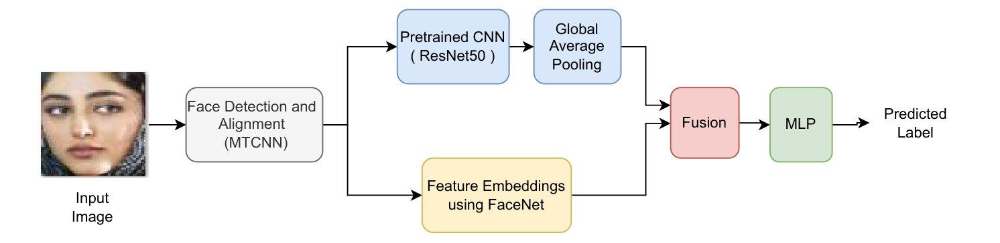 Input
Image
Face Detection and
Alignment
(MTCNN)
Pretrained CNN
( ResNet50 )
Global
Average
Pooling
Feature Embeddings
using FaceNet
Fusion
MLP
Predicted
Label